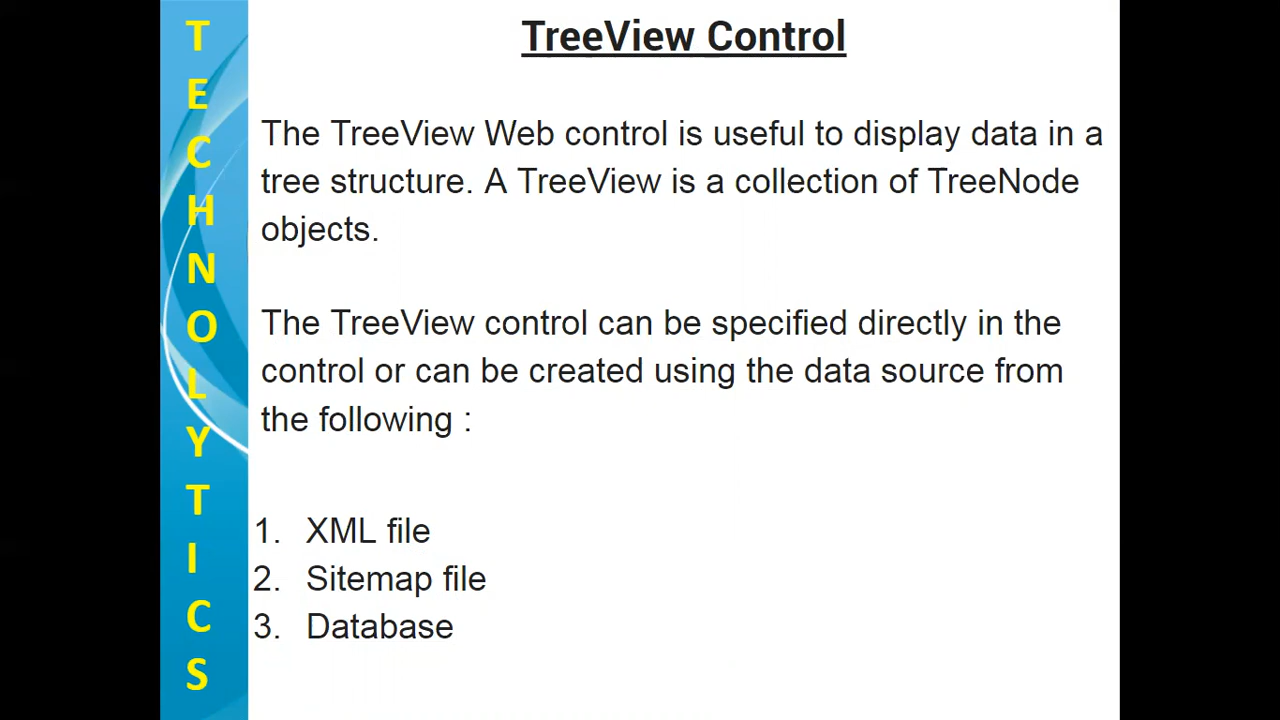 TECHNOLYTICS
TreeView Control
The TreeView Web control is useful to display data in a
tree structure. A TreeView is a collection of TreeNode
objects.
The TreeView control can be specified directly in the
control or can be created using the data source from
the following :
1. XML file
2. Sitemap file
3. Database